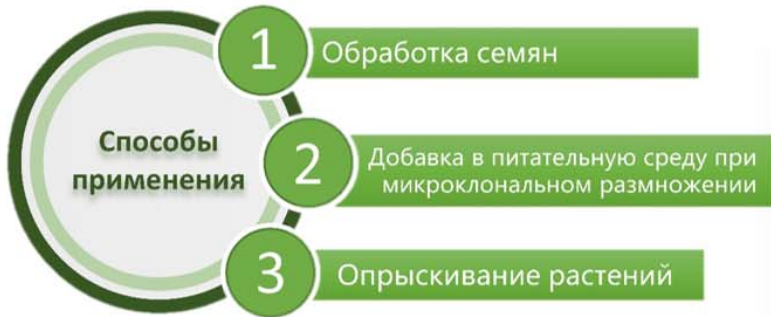 Способы
применения
1 Обработка семян
2 Добавка в питательную среду при
микроклональном размножении
3 Опрыскивание растений